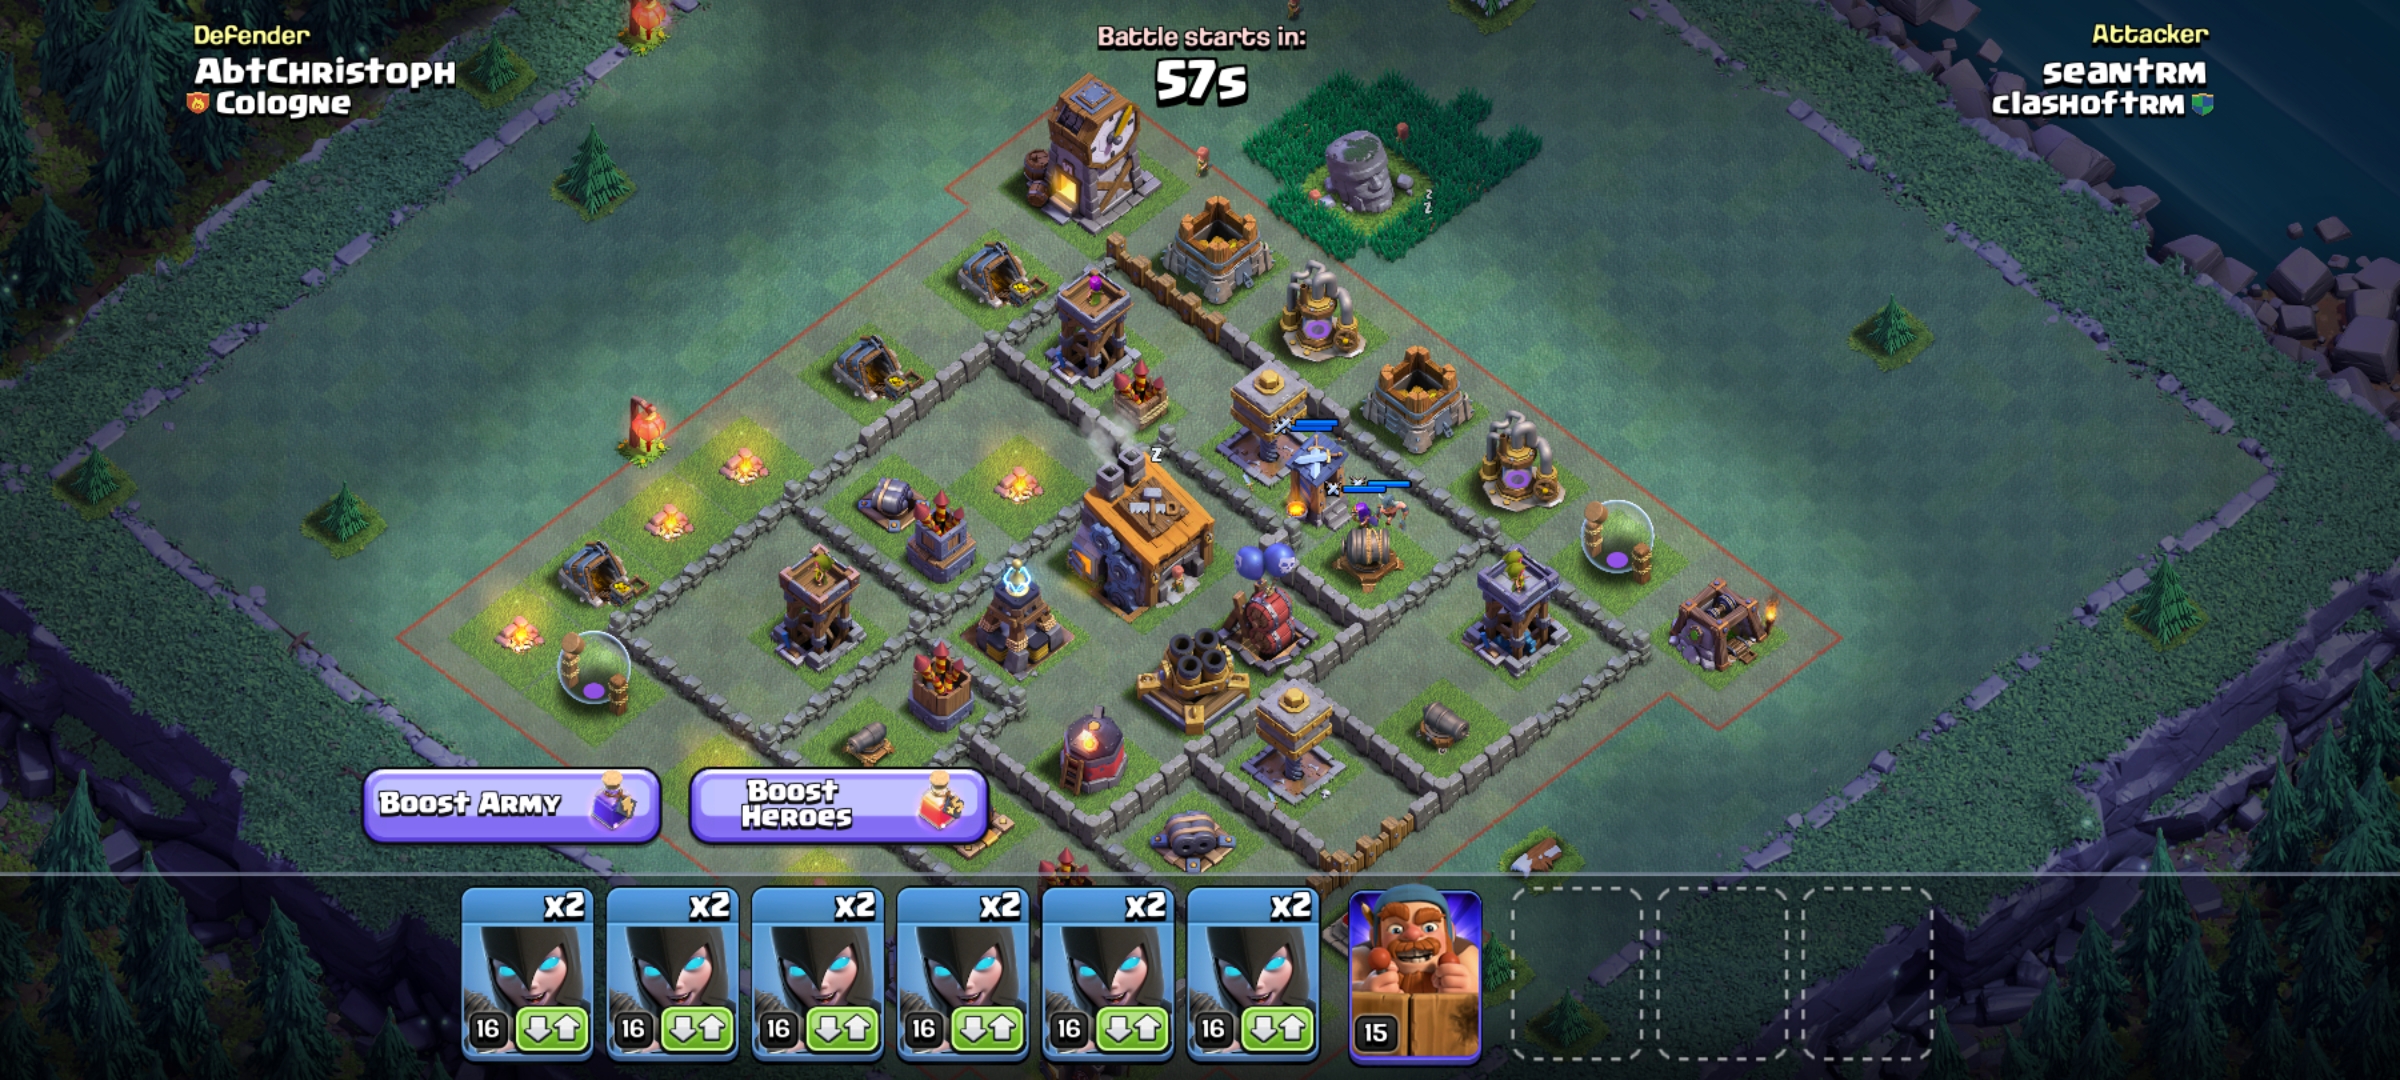 Defender
AbtChristoph
Cologne
Battle starts in:
57s
Attacker
seantRM
clashoftRM
z
z
z
Boost Army
Boost
Heroes
x2
x2
x2
x2
x2
x2
16
16
16
16
16
16
15